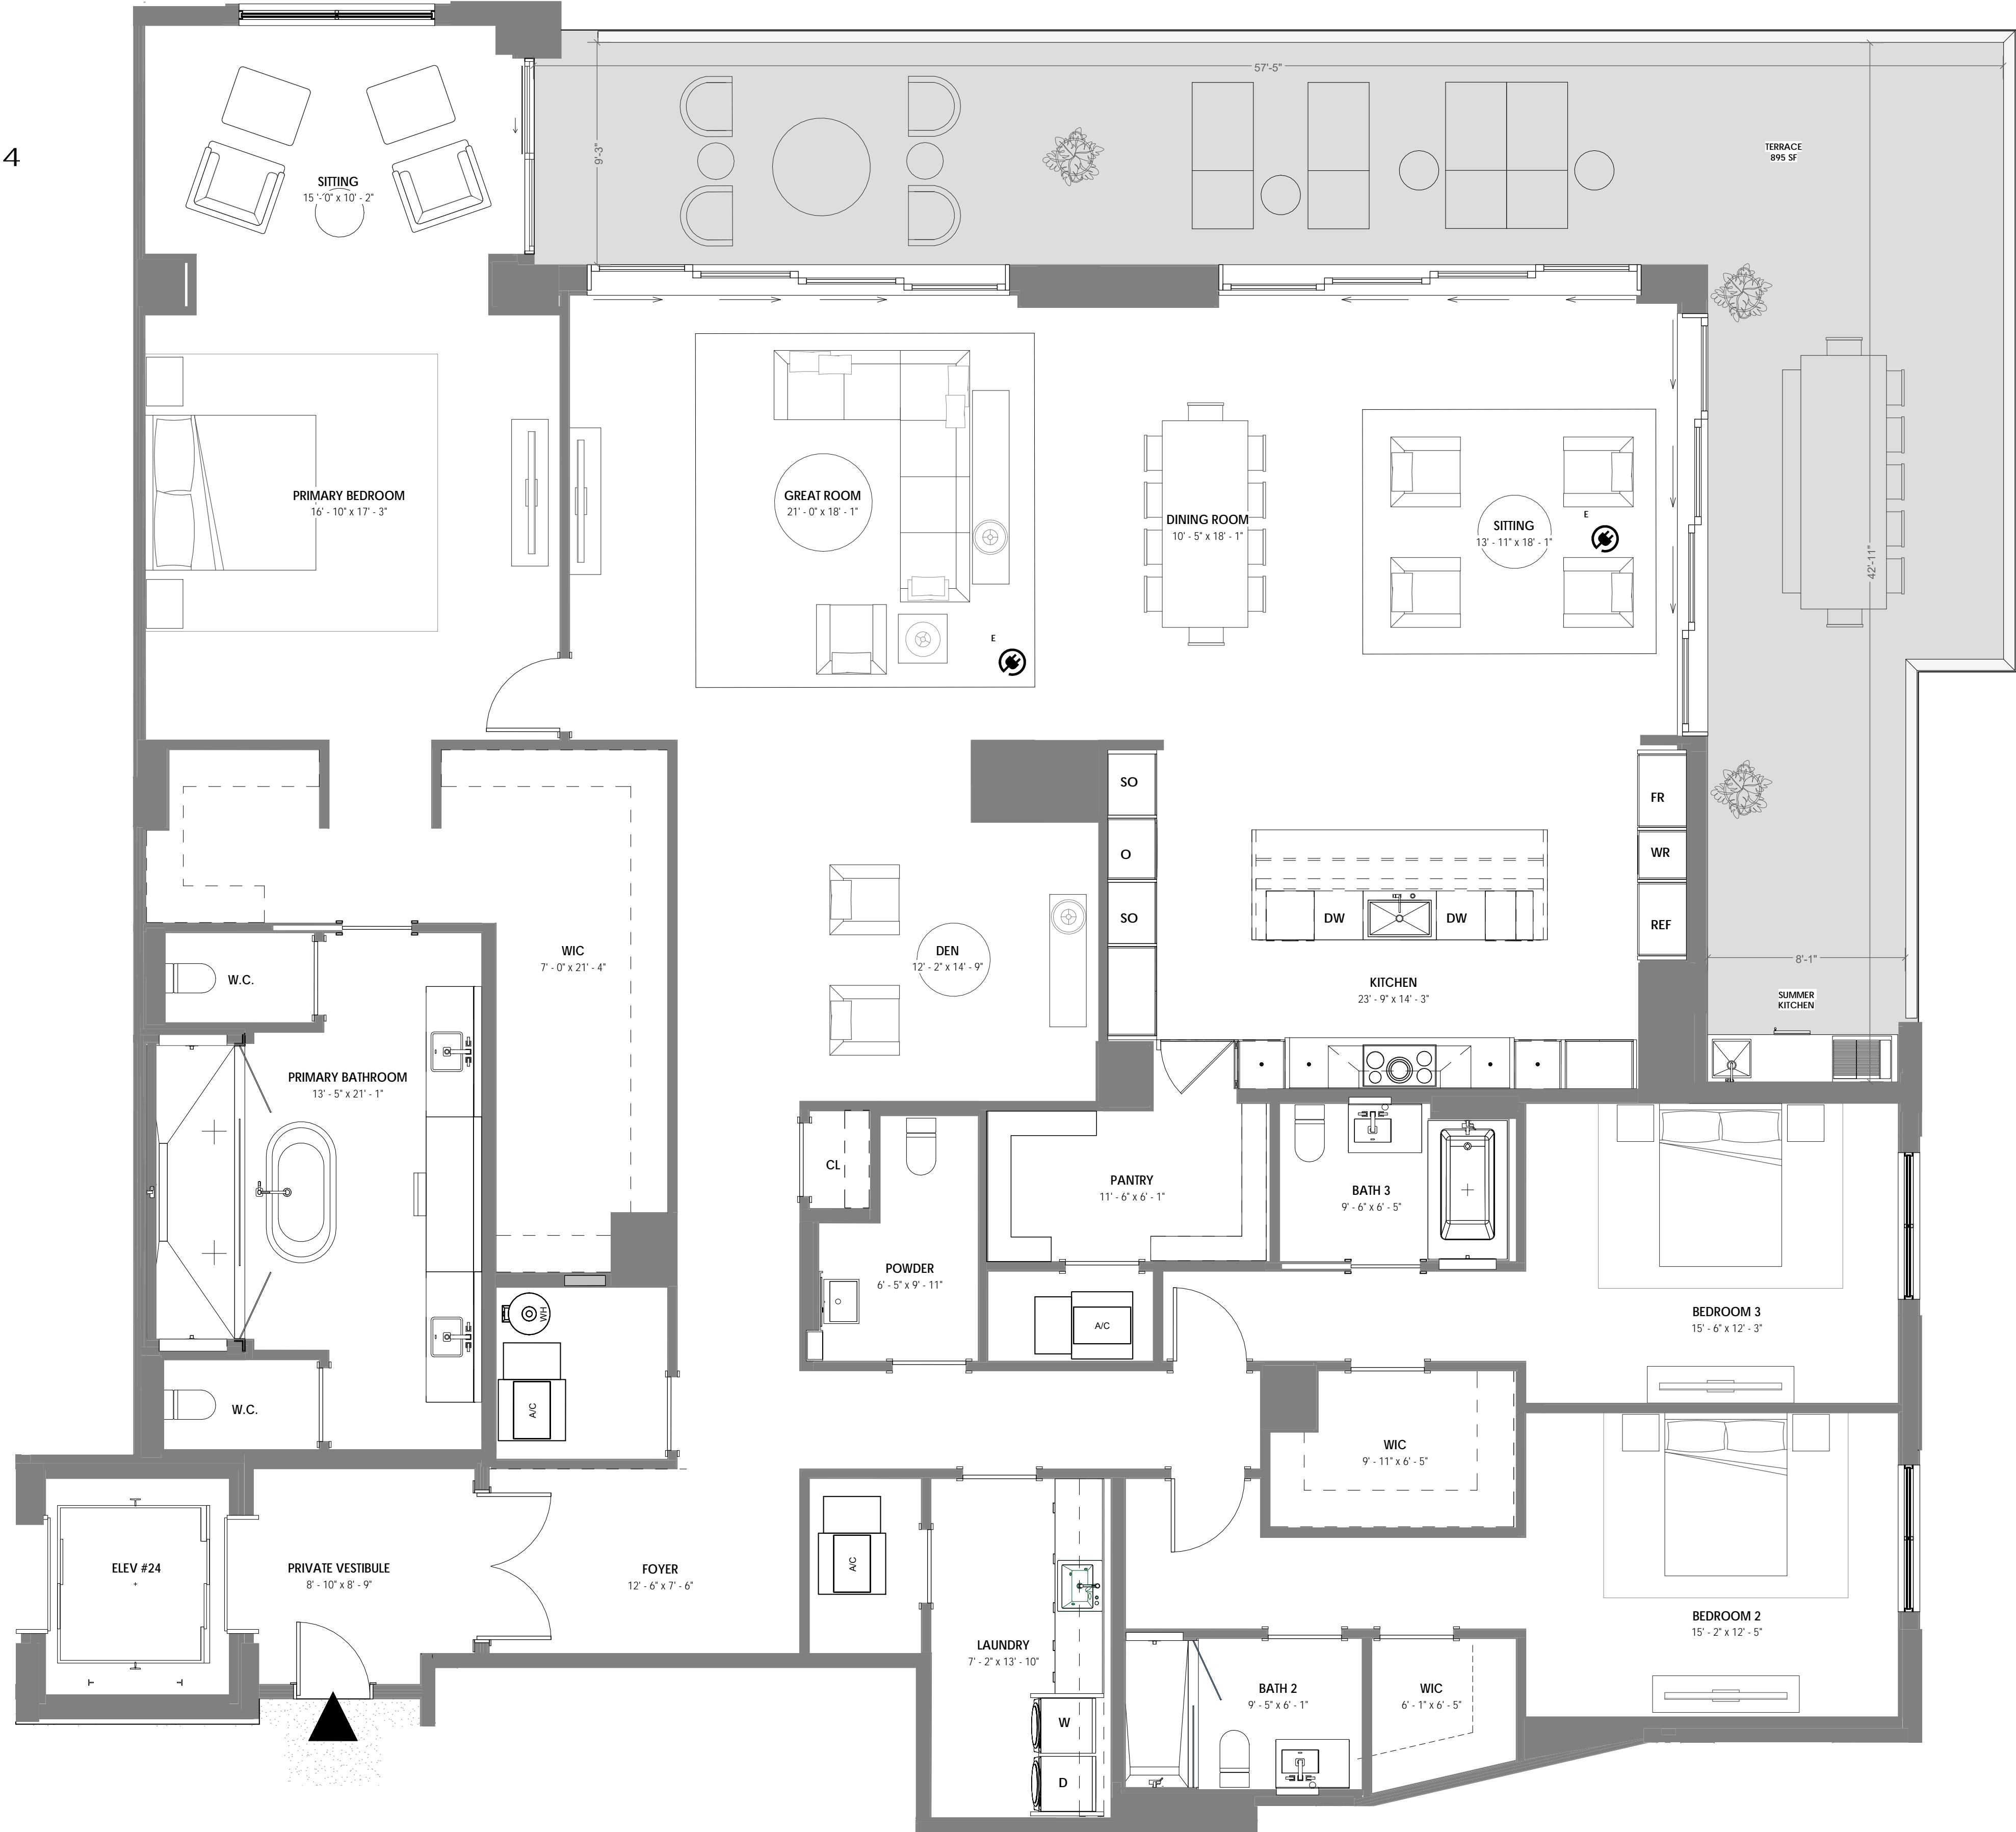 57'-5"
9'-3"
4
TERRACE
895 SF
SITTING
15 '- 0" x 10' - 2"
PRIMARY BEDROOM
16' - 10" x 17' - 3"
GREAT ROOM
21' - 0" x 18' - 1"
DINING ROOM
10' - 5" x 18' - 1"
E
SITTING
13' - 11" x 18' - 1"
42'-11"
E
SO
FR
O
WR
SO
DW
DW
REF
WIC
7' - 0" x 21' - 4"
DEN
12' - 2" x 14' - 9"
8'-1"
W.C.
KITCHEN
23' - 9" x 14' - 3"
SUMMER
KITCHEN
PRIMARY BATHROOM
13' - 5" x 21' - 1"
CL
PANTRY
11' - 6" x 6' - 1"
BATH 3
9' - 6" x 6' - 5"
POWDER
6' - 5" x 9' - 11"
WH
A/C
BEDROOM 3
15' - 6" x 12' - 3"
W.C.
A/C
WIC
9' - 11" x 6' - 5"
ELEV #24
PRIVATE VESTIBULE
8' - 10" x 8' - 9"
FOYER
12' - 6" x 7' - 6"
A/C
BEDROOM 2
15' - 2" x 12' - 5"
LAUNDRY
7' - 2" x 13' - 10"
BATH 2
9' - 5" x 6' - 1"
WIC
6' - 1" x 6' - 5"
W
D